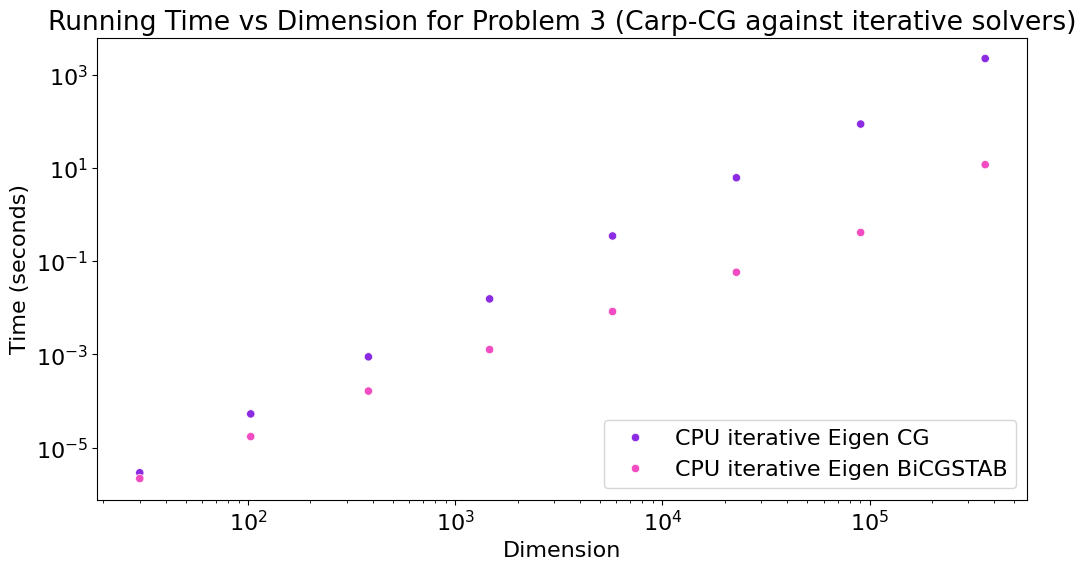 Running Time vs Dimension for Problem 3 (Carp-CG against iterative solvers)
Time (seconds)
10^3
10^1
10^-1
10^-3
10^-5
CPU iterative Eigen CG
CPU iterative Eigen BiCGSTAB
10^2
10^3
10^4
10^5
Dimension